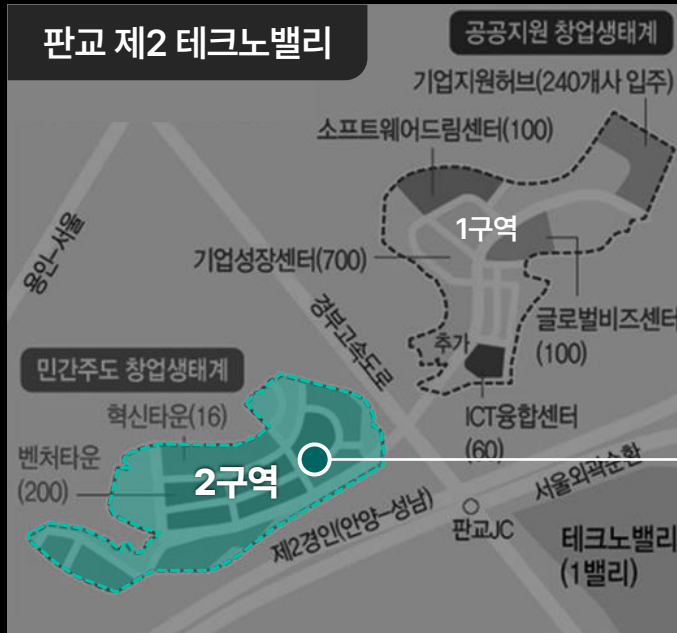 판교 제2 테크노밸리
공공지원 창업생태계
기업지원허브(240개사 입주)
소프트웨어드림센터(100)
1구역
용인-서울
기업성장센터(700)
경부고속도로
글로벌비즈센터
(100)
추가
민간주도 창업생태계
혁신타운(16)
ICT융합센터
(60)
벤처타운
(200)
2구역
서울외곽순환
제2경인(안양-성남)
판교JC
테크노밸리
(1밸리)